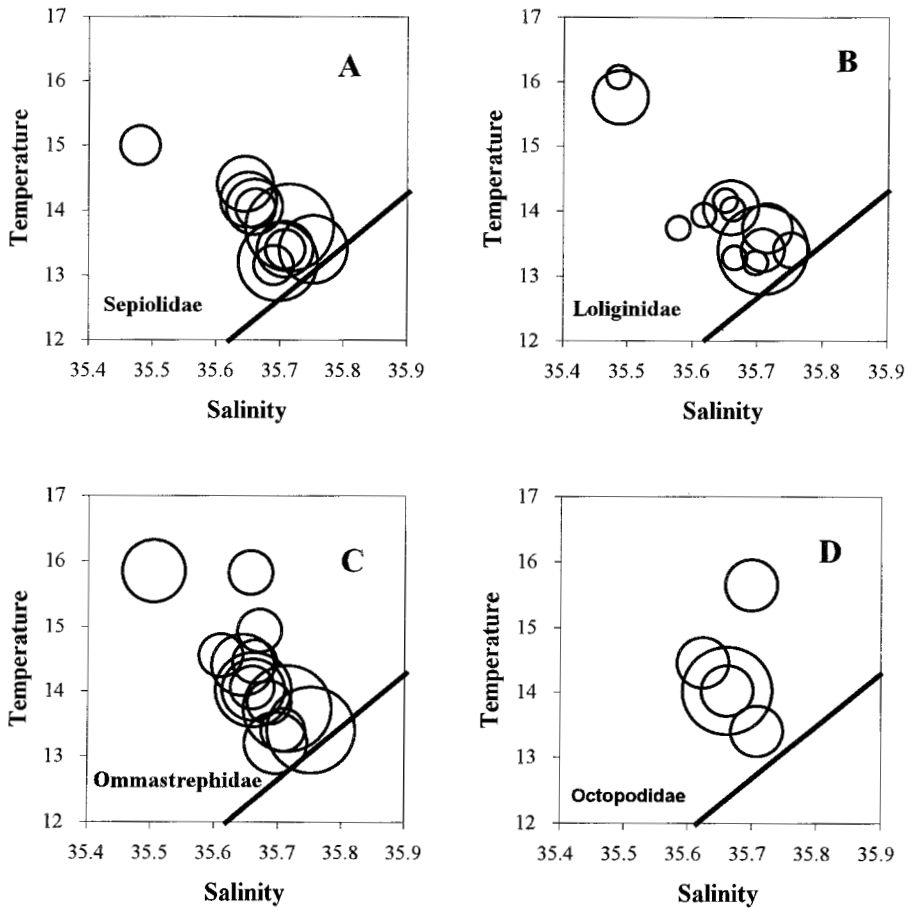 17
16
15
14
13
12
Temperature
A
Sepiolidae
35.4 35.5 35.6 35.7 35.8 35.9
Salinity
17
16
15
14
13
12
Temperature
B
Loliginidae
35.4 35.5 35.6 35.7 35.8 35.9
Salinity
17
16
15
14
13
12
Temperature
C
Ommastrephidae
35.4 35.5 35.6 35.7 35.8 35.9
Salinity
17
16
15
14
13
12
Temperature
D
Octopodidae
35.4 35.5 35.6 35.7 35.8 35.9
Salinity